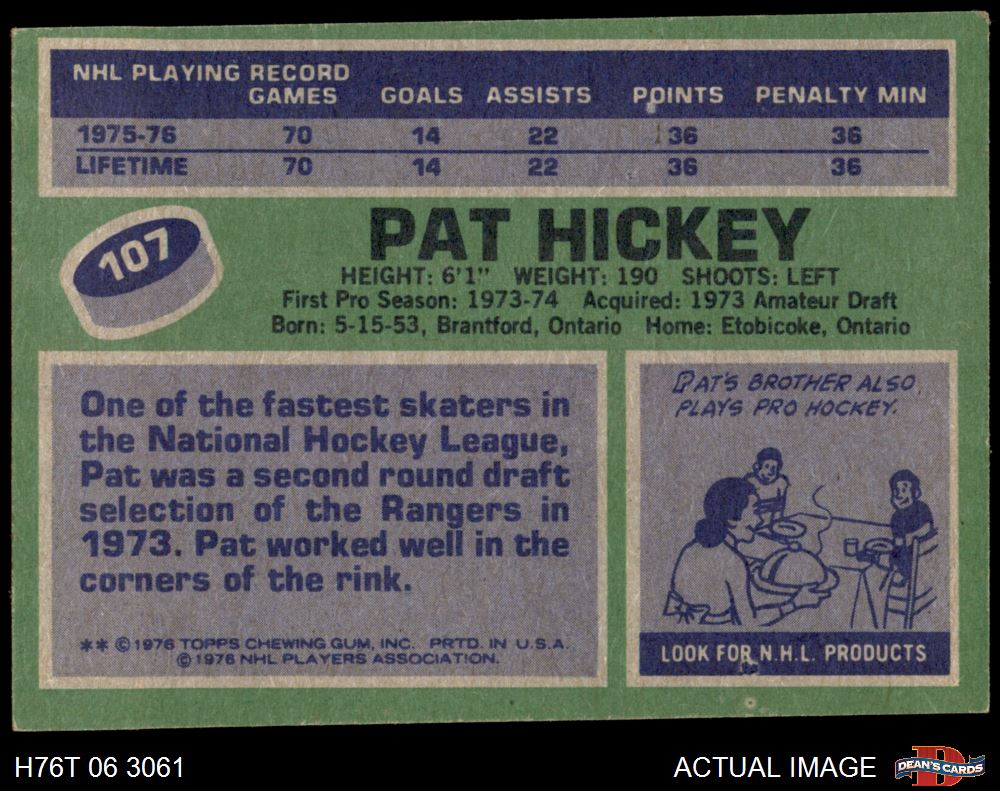 NHL PLAYING RECORD
GAMES GOALS ASSISTS POINTS PENALTY MIN
1975-76 70 14 22 36 36
LIFETIME 70 14 22 36 36
107
PAT HICKEY
HEIGHT: 6'1" WEIGHT: 190 SHOOTS: LEFT
First Pro Season: 1973-74 Acquired: 1973 Amateur Draft
Born: 5-15-53, Brantford, Ontario Home: Etobicoke, Ontario
One of the fastest skaters in
the National Hockey League,
Pat was a second round draft
selection of the Rangers in
1973. Pat worked well in the
corners of the rink.
** ©1976 TOPPS CHEWING GUM, INC. PRTD. IN U.S.A.
©1976 NHL PLAYERS ASSOCIATION.
PAT'S BROTHER ALSO
PLAYS PRO HOCKEY.
LOOK FOR N.H.L. PRODUCTS
H76T 06 3061
ACTUAL IMAGE
D
DEAN'S CARDS